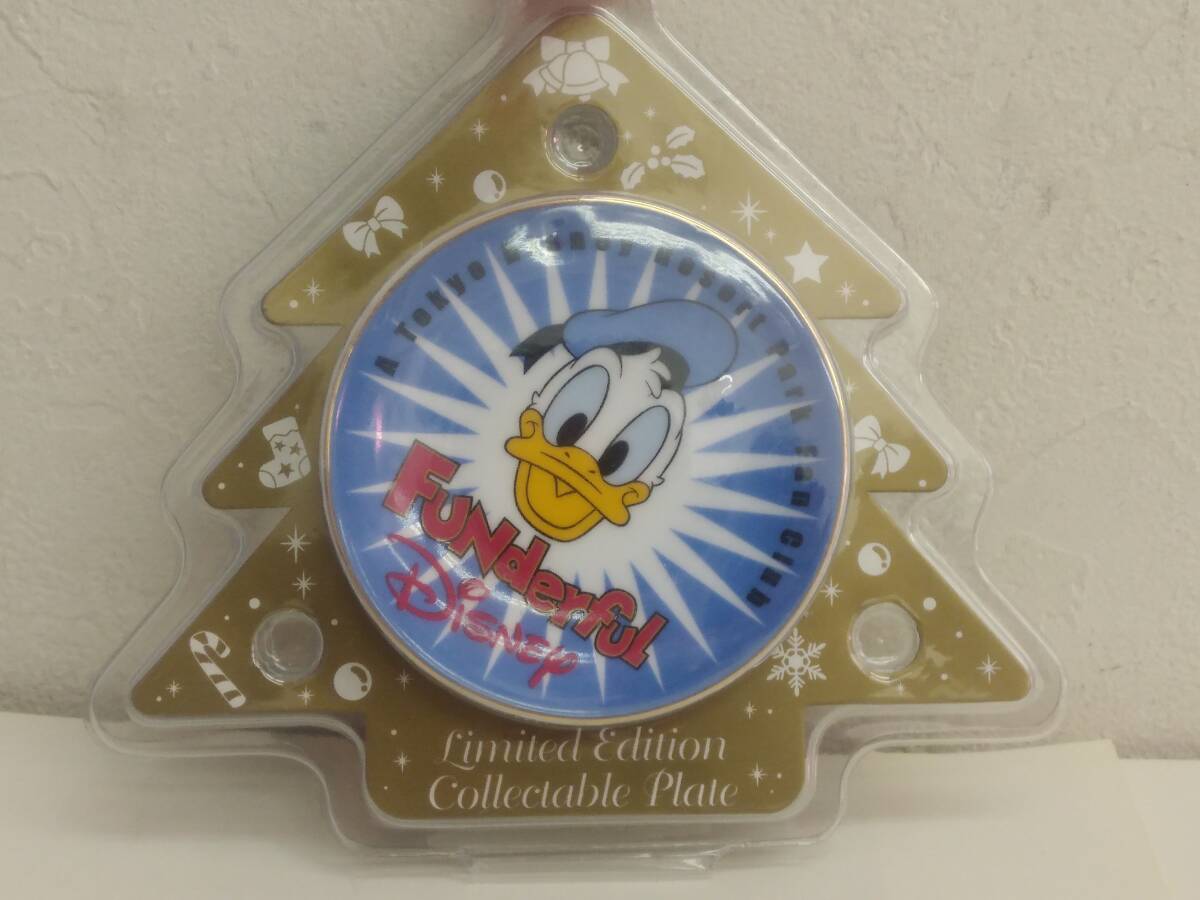 A Tokyo Disney Resort Park Fan Club
FUNderful
Disney
Limited Edition
Collectable Plate